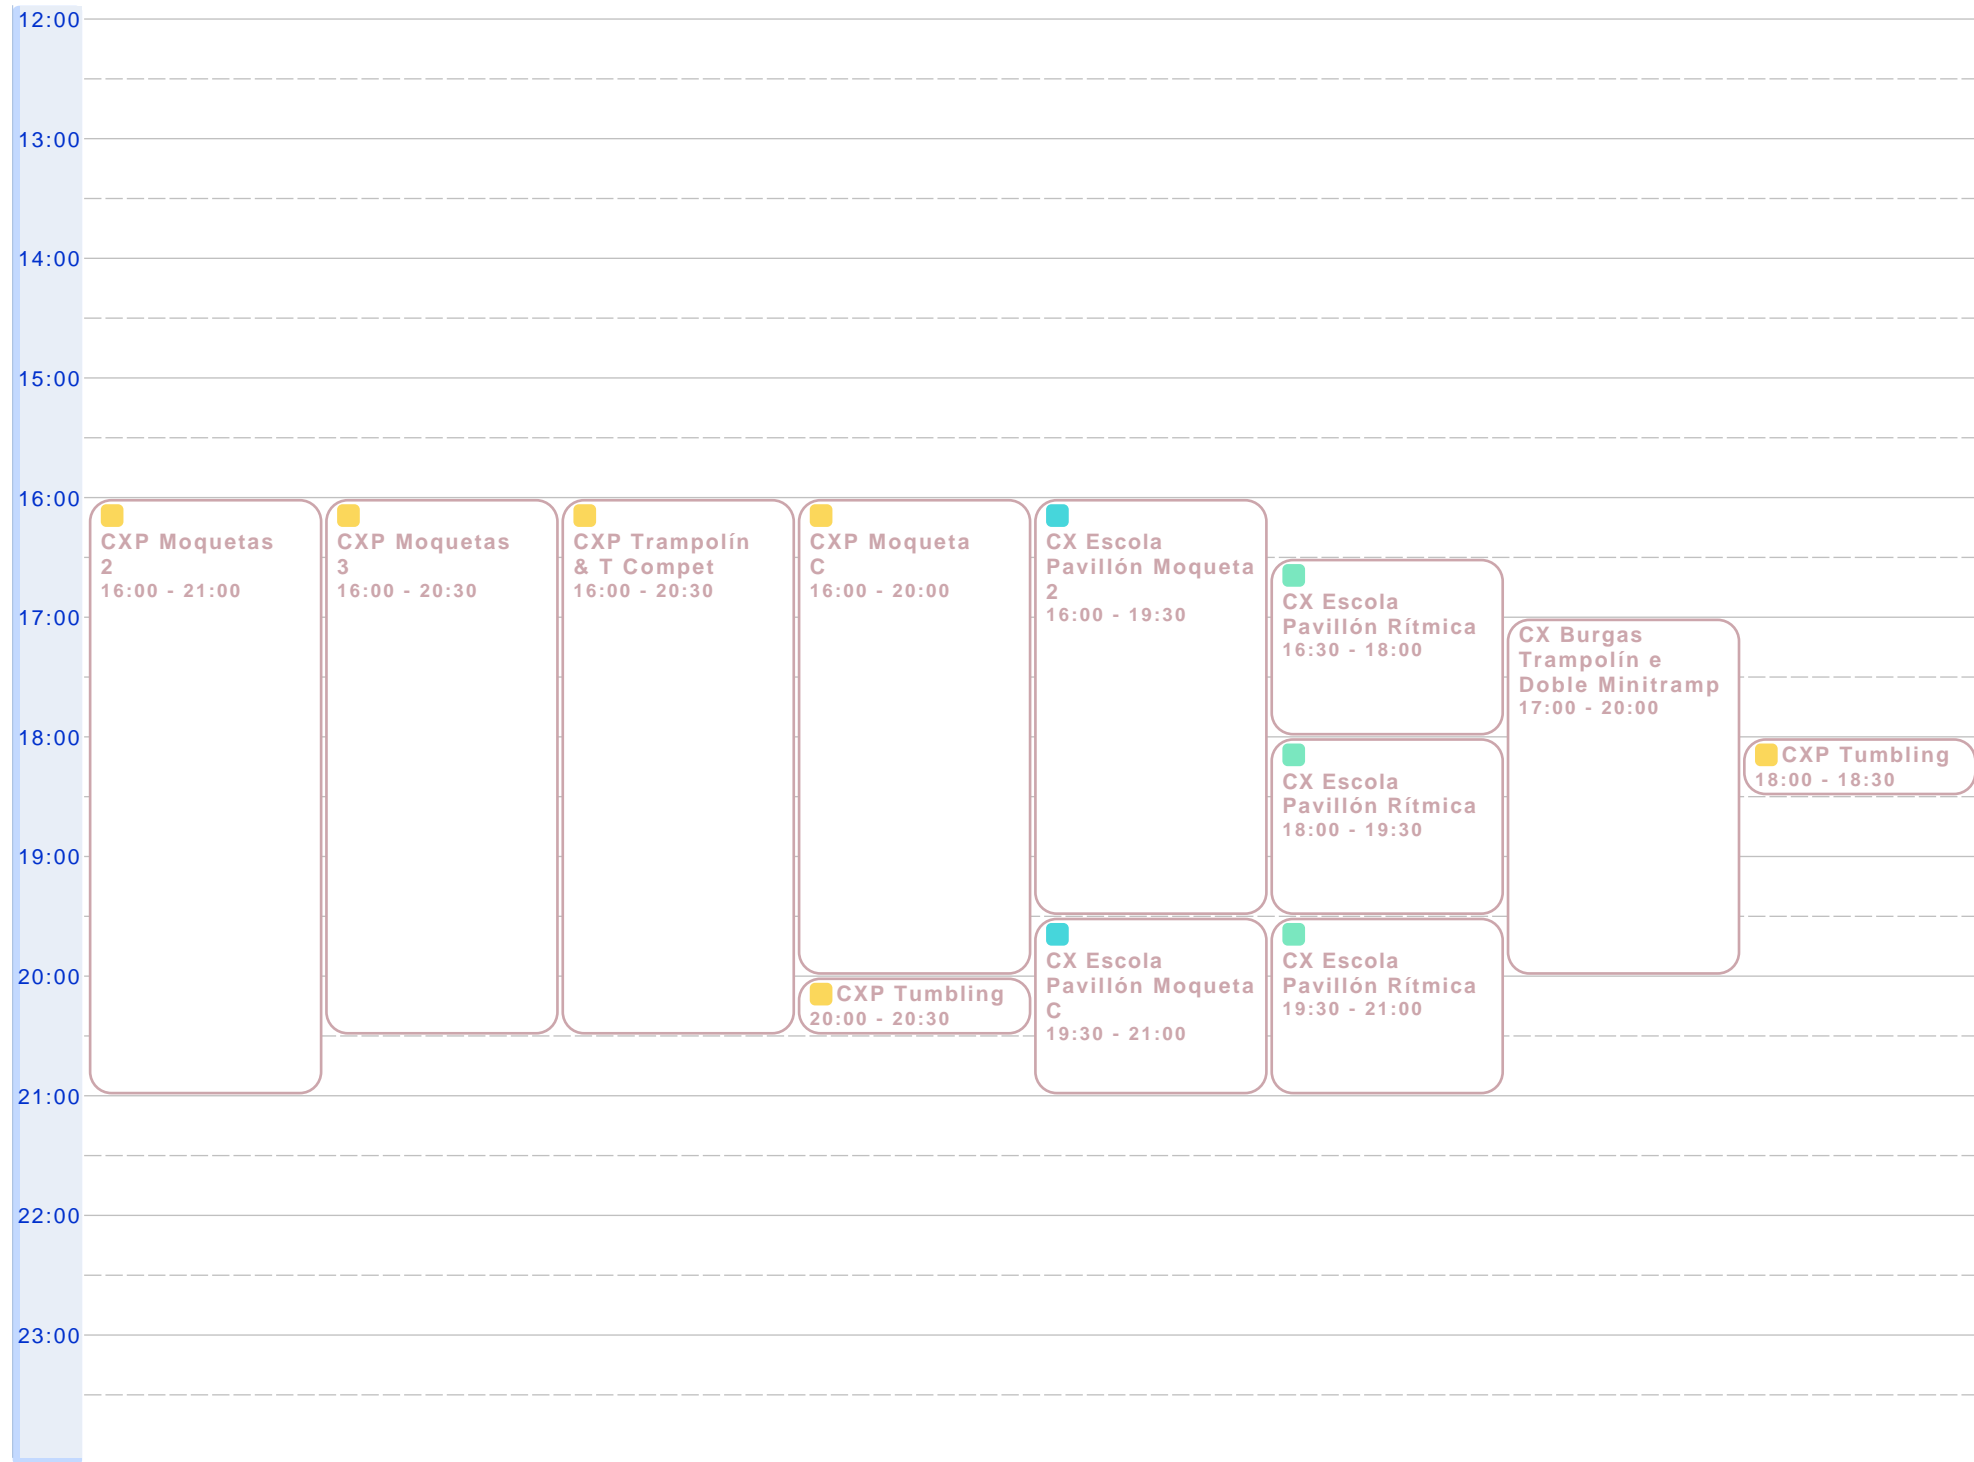 12:00
13:00
14:00
15:00
16:00
17:00
18:00
19:00
20:00
21:00
22:00
23:00
CXP Moquetas
2
16:00 - 21:00
CXP Moquetas
3
16:00 - 20:30
CXP Trampolín
& T Compet
16:00 - 20:30
CXP Moqueta
C
16:00 - 20:00
CXP Tumbling
20:00 - 20:30
CX Escola
Pavillón Moqueta
2
16:00 - 19:30
CX Escola
Pavillón Moqueta
C
19:30 - 21:00
CX Escola
Pavillón Rítmica
16:30 - 18:00
CX Escola
Pavillón Rítmica
18:00 - 19:30
CX Escola
Pavillón Rítmica
19:30 - 21:00
CX Burgas
Trampolín e
Doble Minitramp
17:00 - 20:00
CXP Tumbling
18:00 - 18:30